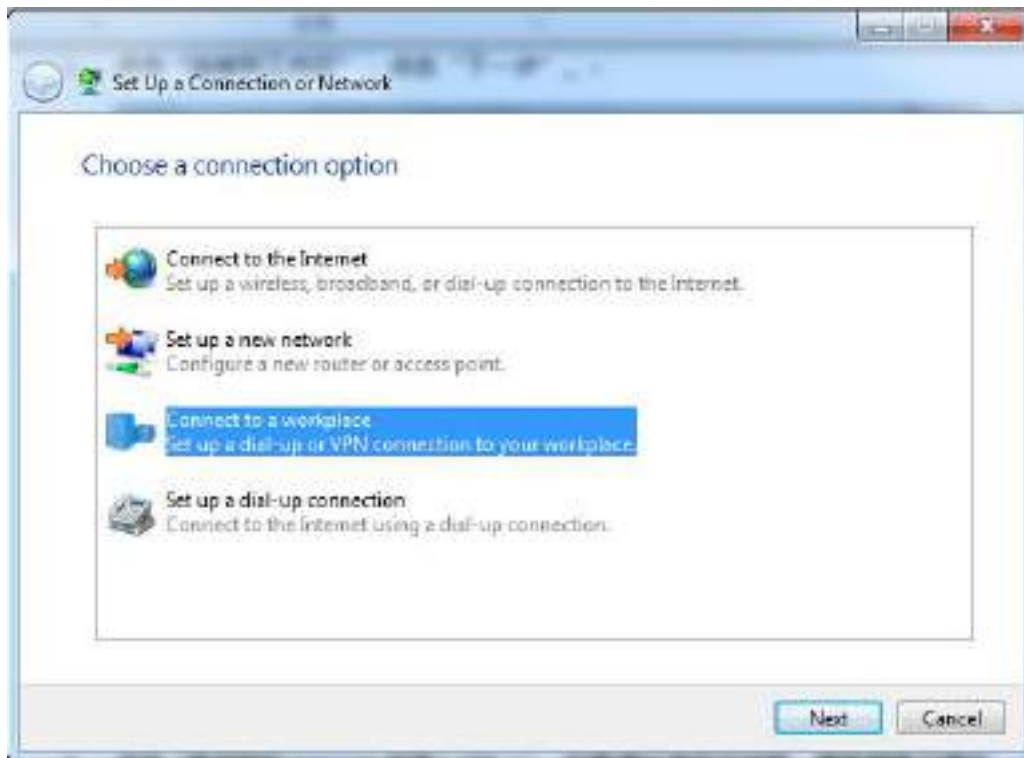 Set Up a Connection or Network
Choose a connection option
Connect to the Internet
Set up a wireless, broadband, or dial-up connection to the Internet.
Set up a new network
Configure a new router or access point.
Connect to a workplace
Set up a dial-up or VPN connection to your workplace.
Set up a dial-up connection
Connect to the Internet using a dial-up connection.
Next
Cancel